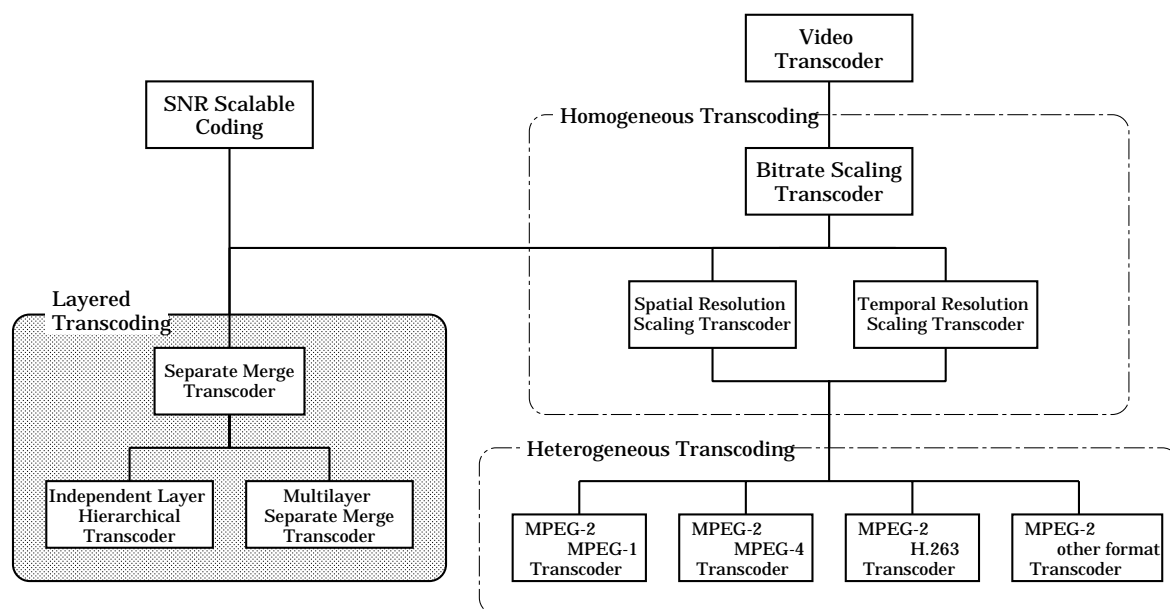 Video
Transcoder
SNR Scalable
Coding
Homogeneous Transcoding
Bitrate Scaling
Transcoder
Spatial Resolution
Scaling Transcoder
Temporal Resolution
Scaling Transcoder
Layered
Transcoding
Separate Merge
Transcoder
Independent Layer
Hierarchical
Transcoder
Multilayer
Separate Merge
Transcoder
Heterogeneous Transcoding
MPEG-2
MPEG-1
Transcoder
MPEG-2
MPEG-4
Transcoder
MPEG-2
H.263
Transcoder
MPEG-2
other format
Transcoder